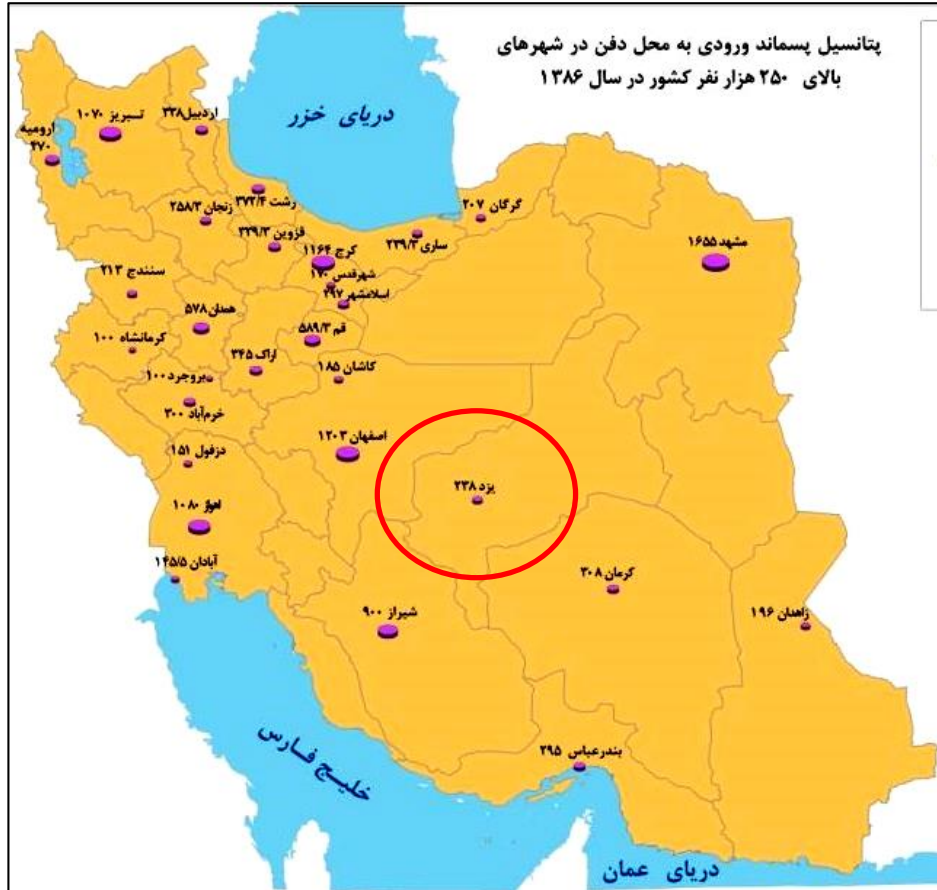 پتانسیل پسماند ورودی به محل دفن در شهرهای
بالای ۲۵۰ هزار نفر کشور در سال ۱۳۸۶
دریای خزر
اردبیل ۳۳۸
تبریز ۱۰۷۰
ارومیه
۴۷۰
رشت ۳۷۲/۴
زنجان ۲۵۸/۳
گرگان ۲۰۷
ساری ۲۳۹/۳
قزوین ۳۳۹/۳
کرج ۱۱۶۴
مشهد ۱۶۵۵
شهرقدس ۱۷۰
سنندج ۲۱۳
اسلامشهر ۲۹۷
همدان ۵۷۸
قم ۵۸۹/۳
کرمانشاه ۱۰۰
اراک ۳۴۵
کاشان ۱۸۵
بروجرد ۱۰۰
خرم‌آباد ۳۰۰
اصفهان ۱۲۰۳
دزفول ۱۵۱
یزد ۲۳۸
اهواز ۱۰۸۰
آبادان ۱۴۵/۵
کرمان ۳۰۸
شیراز ۹۰۰
زاهدان ۱۹۶
بندرعباس ۲۹۵
خلیج فارس
دریای عمان